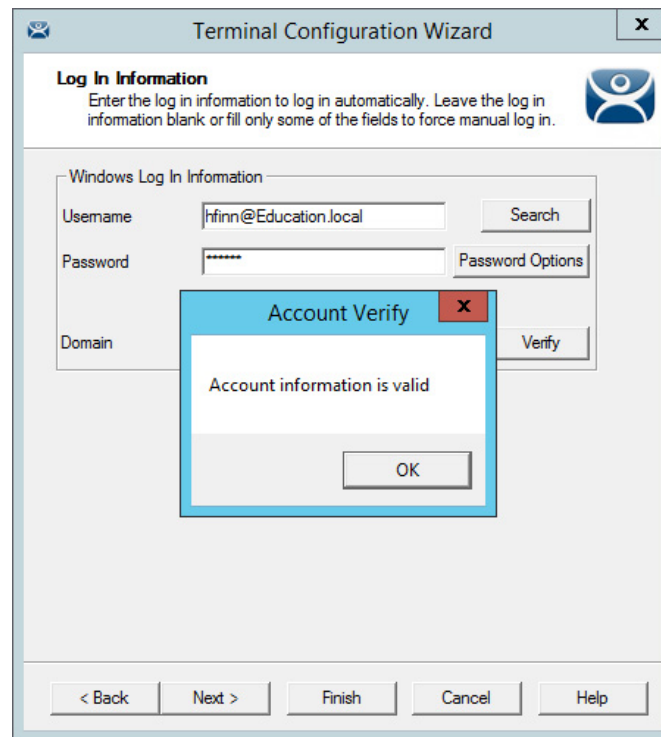 Terminal Configuration Wizard
x
Log In Information
Enter the log in information to log in automatically. Leave the log in
information blank or fill only some of the fields to force manual log in.
Windows Log In Information
Username
hfinn@Education.local
Search
Password
******
Password Options
Account Verify
x
Domain
Verify
Account information is valid
OK
< Back
Next >
Finish
Cancel
Help